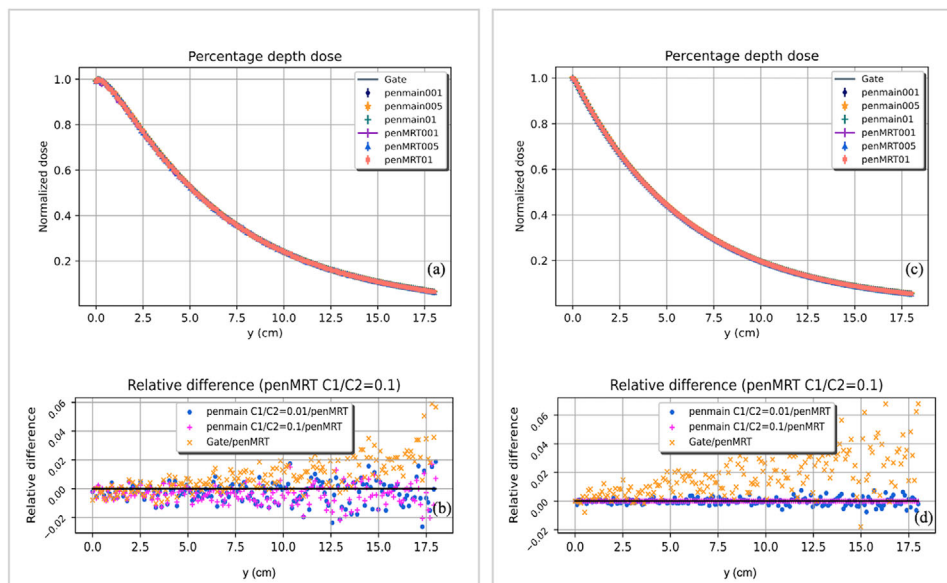 Percentage depth dose
Normalized dose
1.0
0.8
0.6
0.4
0.2
Gate
penmain001
penmain005
penmain01
penMRT001
penMRT005
penMRT01
(a)
0.0 2.5 5.0 7.5 10.0 12.5 15.0 17.5
y (cm)
Relative difference (penMRT C1/C2=0.1)
Relative difference
0.06
0.04
0.02
0.00
−0.02
penmain C1/C2=0.01/penMRT
penmain C1/C2=0.1/penMRT
Gate/penMRT
(b)
0.0 2.5 5.0 7.5 10.0 12.5 15.0 17.5
y (cm)
Percentage depth dose
Normalized dose
1.0
0.8
0.6
0.4
0.2
Gate
penmain001
penmain005
penmain01
penMRT001
penMRT005
penMRT01
(c)
0.0 2.5 5.0 7.5 10.0 12.5 15.0 17.5
y (cm)
Relative difference (penMRT C1/C2=0.1)
Relative difference
0.06
0.04
0.02
0.00
−0.02
penmain C1/C2=0.01/penMRT
penmain C1/C2=0.1/penMRT
Gate/penMRT
(d)
0.0 2.5 5.0 7.5 10.0 12.5 15.0 17.5
y (cm)